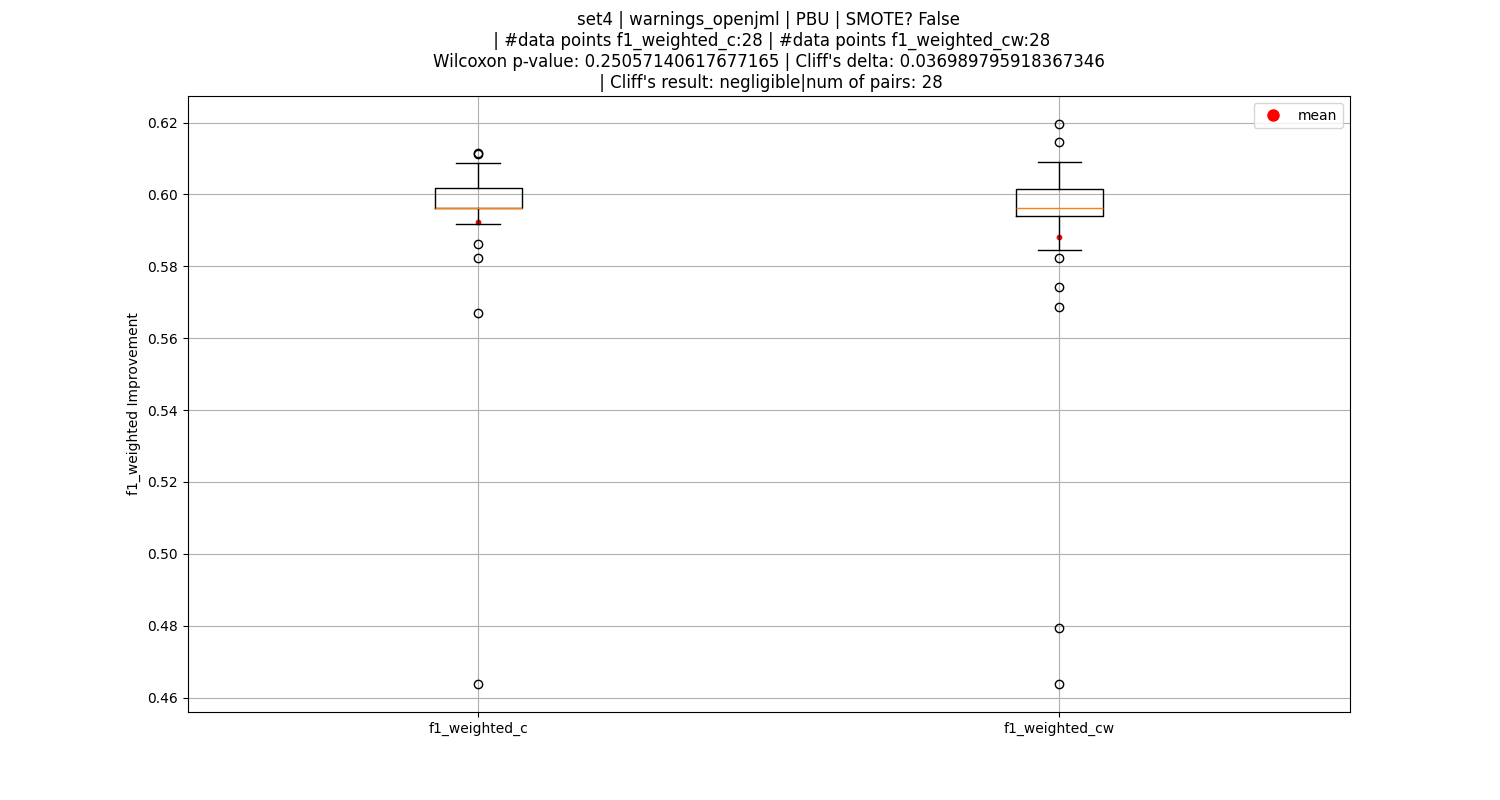 set4 | warnings_openjml | PBU | SMOTE? False
| #data points f1_weighted_c:28 | #data points f1_weighted_cw:28
Wilcoxon p-value: 0.25057140617677165 | Cliff's delta: 0.036989795918367346
| Cliff's result: negligible|num of pairs: 28
mean
0.62
0.60
0.58
0.56
0.54
0.52
0.50
0.48
0.46
f1_weighted Improvement
f1_weighted_c
f1_weighted_cw